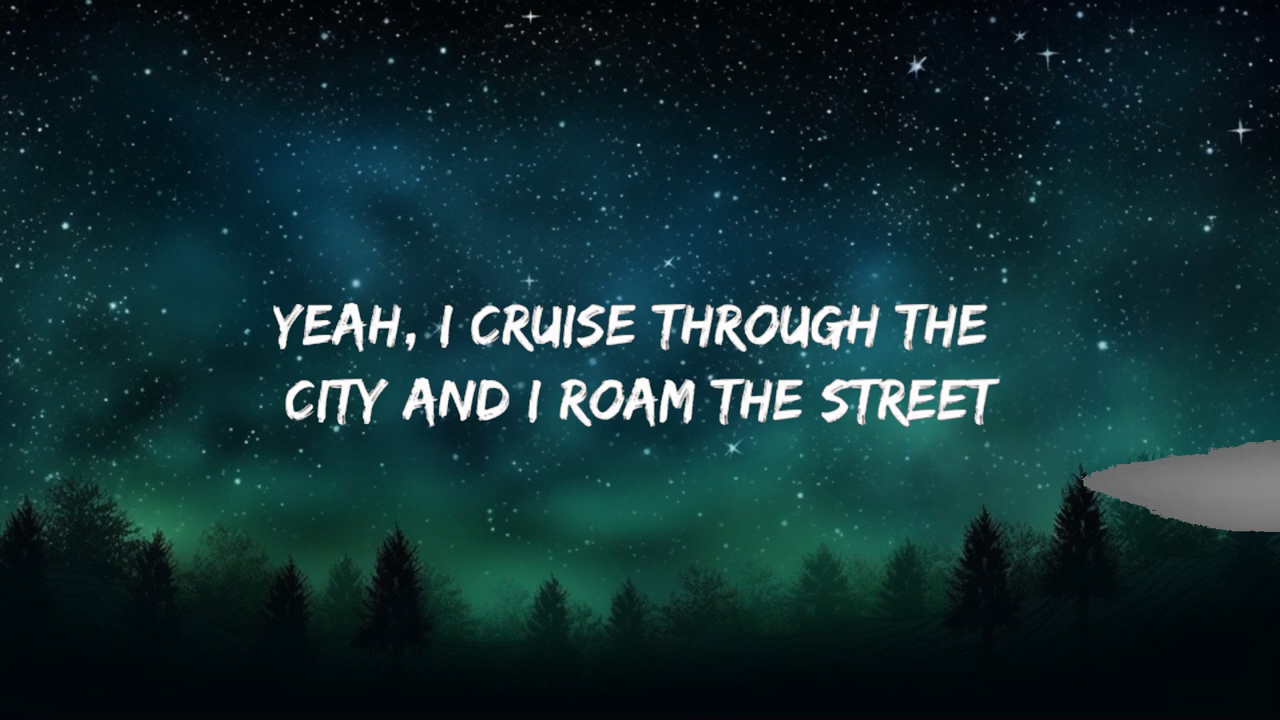 YEAH, I CRUISE THROUGH THE
CITY AND I ROAM THE STREET